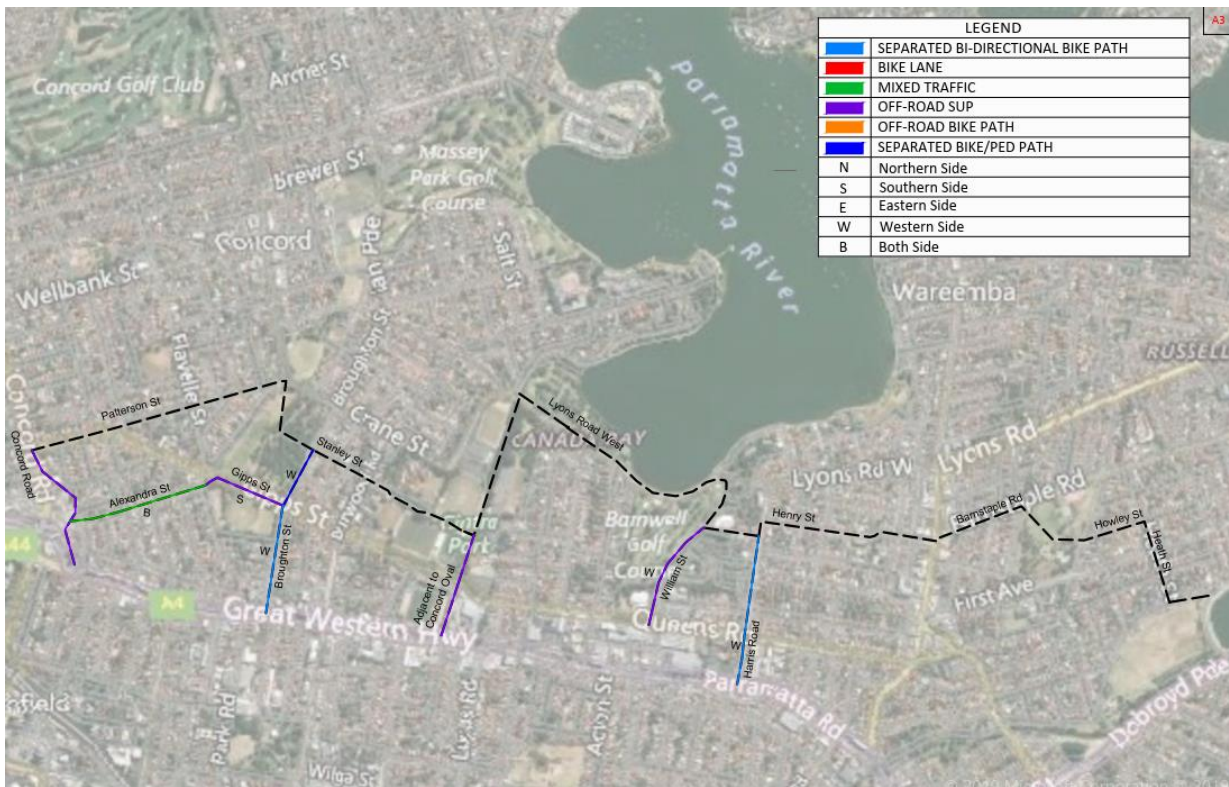 A3
LEGEND
SEPARATED BI-DIRECTIONAL BIKE PATH
BIKE LANE
MIXED TRAFFIC
OFF-ROAD SUP
OFF-ROAD BIKE PATH
SEPARATED BIKE/PED PATH
N Northern Side
S Southern Side
E Eastern Side
W Western Side
B Both Side
Archer St
Concord Golf Club
Parramatta River
Massey
Park Golf
Course
Brewer St
Concord
Salt St
Wellbank St
Wareemba
Flavelle St
Broughton St
RUSSELL
Patterson St
Crane St
Lyons Road West
CANADA BAY
Lyons Rd
Concord Road
Stanley St
Lyons Rd W
Gipps St
S
W
Alexandra St
B
Barnstaple Rd
Henry St
Howley St
Barnwell
Golf
Cintra
Park
Heath St
W
Broughton St
W
William St
Adjacent to
Concord Oval
First Ave
A4
Great Western Hwy
Queens Rd
W
Harris Road
Parramatta Rd
Dobroyd Pde
Park Rd
Lucas Rd
Acton St
Wilga St